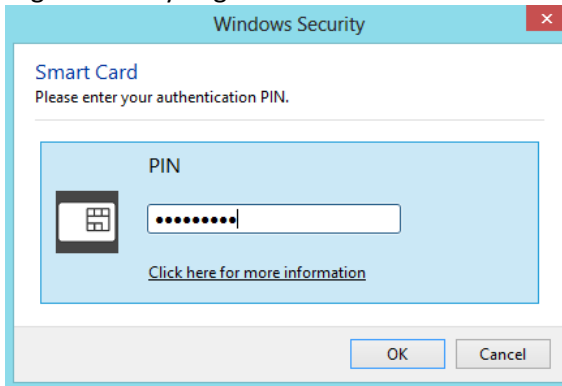 Windows Security
Smart Card
Please enter your authentication PIN.
PIN
•••••••••
Click here for more information
OK
Cancel